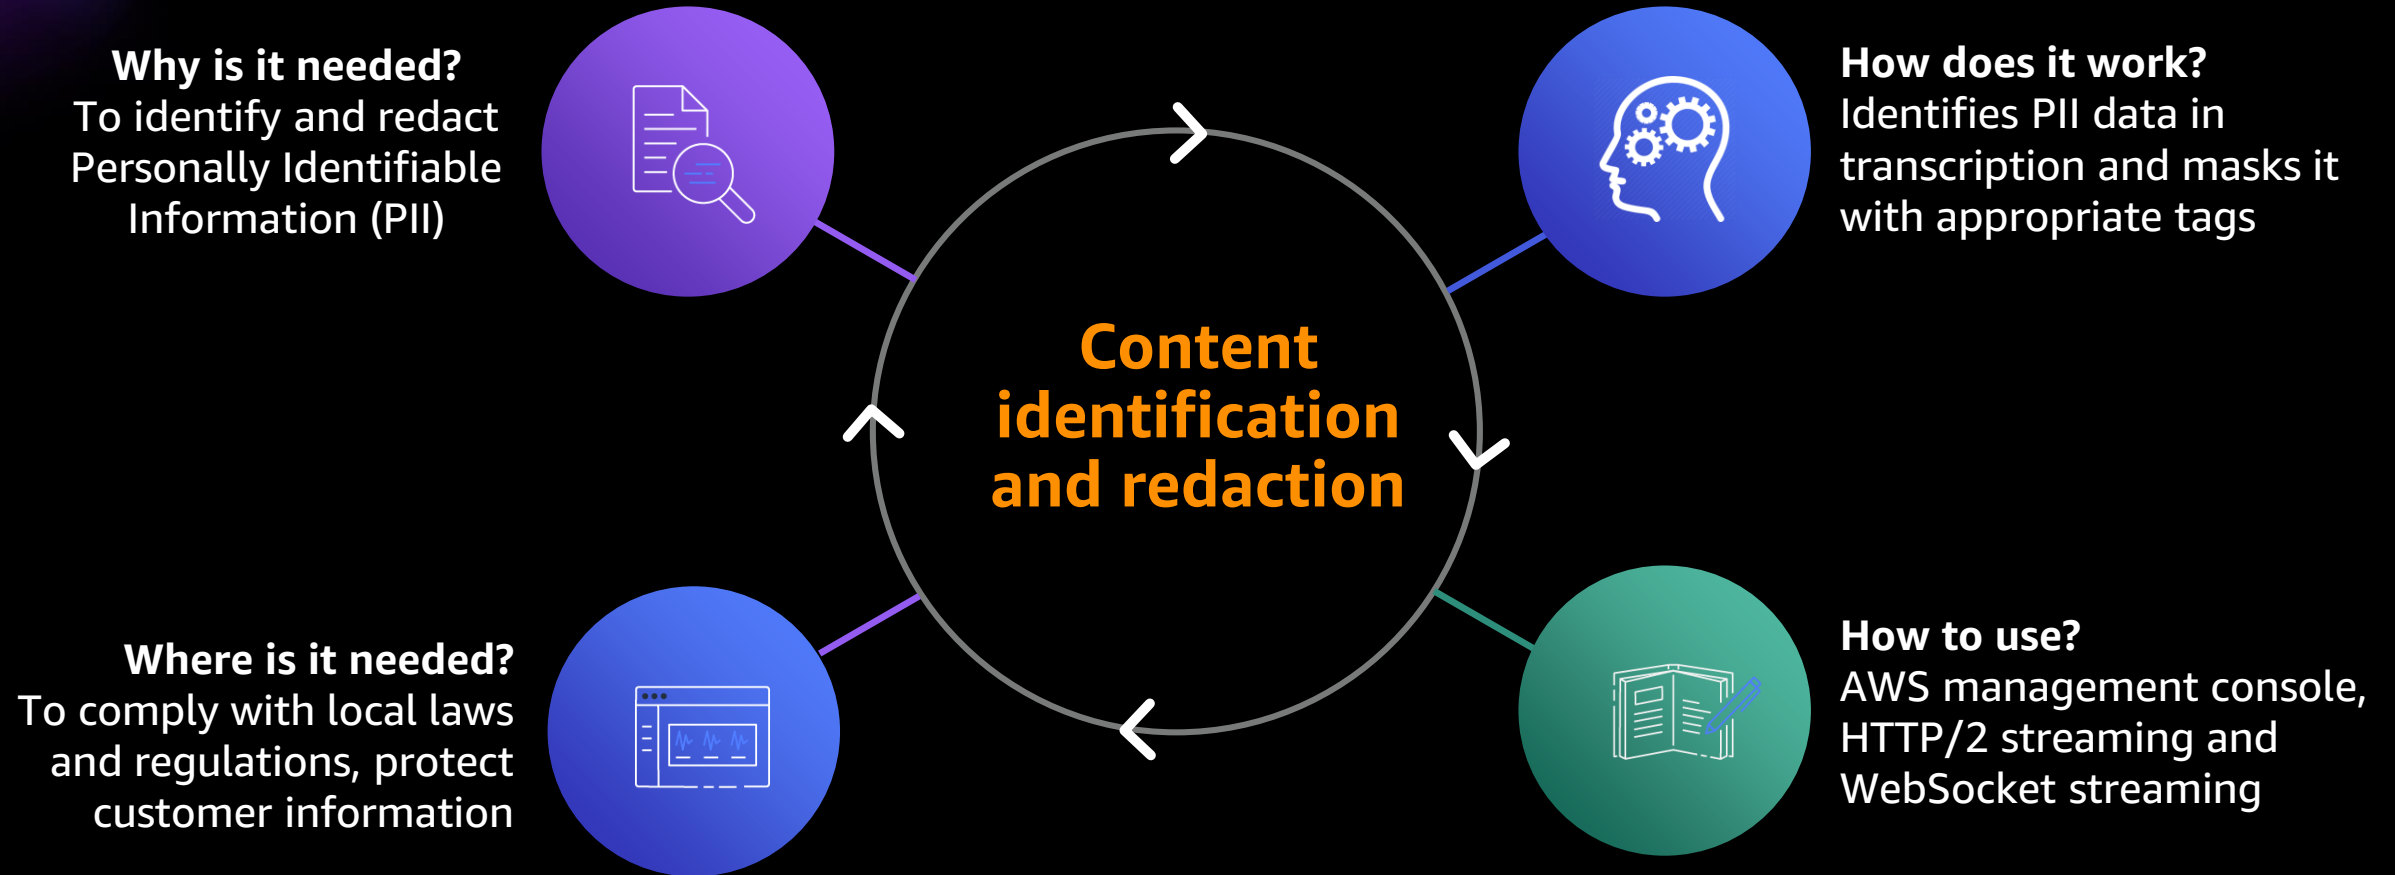 Why is it needed?
To identify and redact
Personally Identifiable
Information (PII)
How does it work?
Identifies PII data in
transcription and masks it
with appropriate tags
Content
identification
and redaction
Where is it needed?
To comply with local laws
and regulations, protect
customer information
How to use?
AWS management console,
HTTP/2 streaming and
WebSocket streaming